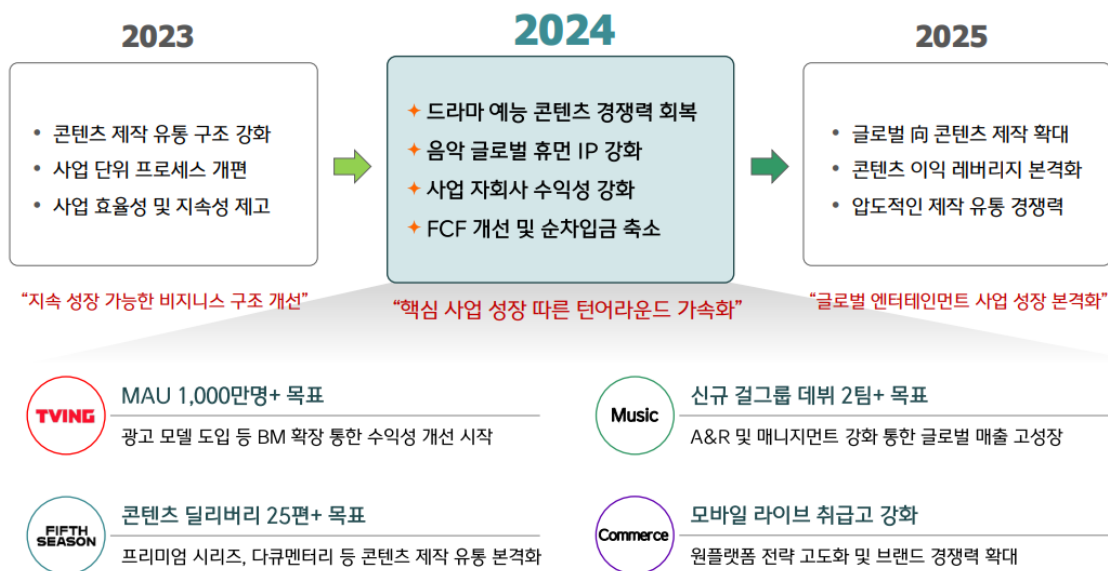 2023
• 콘텐츠 제작 유통 구조 강화
• 사업 단위 프로세스 개편
• 사업 효율성 및 지속성 제고
“지속 성장 가능한 비지니스 구조 개선”
2024
✦ 드라마 예능 콘텐츠 경쟁력 회복
✦ 음악 글로벌 휴먼 IP 강화
✦ 사업 자회사 수익성 강화
✦ FCF 개선 및 순차입금 축소
“핵심 사업 성장 따른 턴어라운드 가속화”
2025
• 글로벌 向 콘텐츠 제작 확대
• 콘텐츠 이익 레버리지 본격화
• 압도적인 제작 유통 경쟁력
“글로벌 엔터테인먼트 사업 성장 본격화”
TVING
MAU 1,000만명+ 목표
광고 모델 도입 등 BM 확장 통한 수익성 개선 시작
Music
신규 걸그룹 데뷔 2팀+ 목표
A&R 및 매니지먼트 강화 통한 글로벌 매출 고성장
FIFTH
SEASON
콘텐츠 딜리버리 25편+ 목표
프리미엄 시리즈, 다큐멘터리 등 콘텐츠 제작 유통 본격화
Commerce
모바일 라이브 취급고 강화
원플랫폼 전략 고도화 및 브랜드 경쟁력 확대